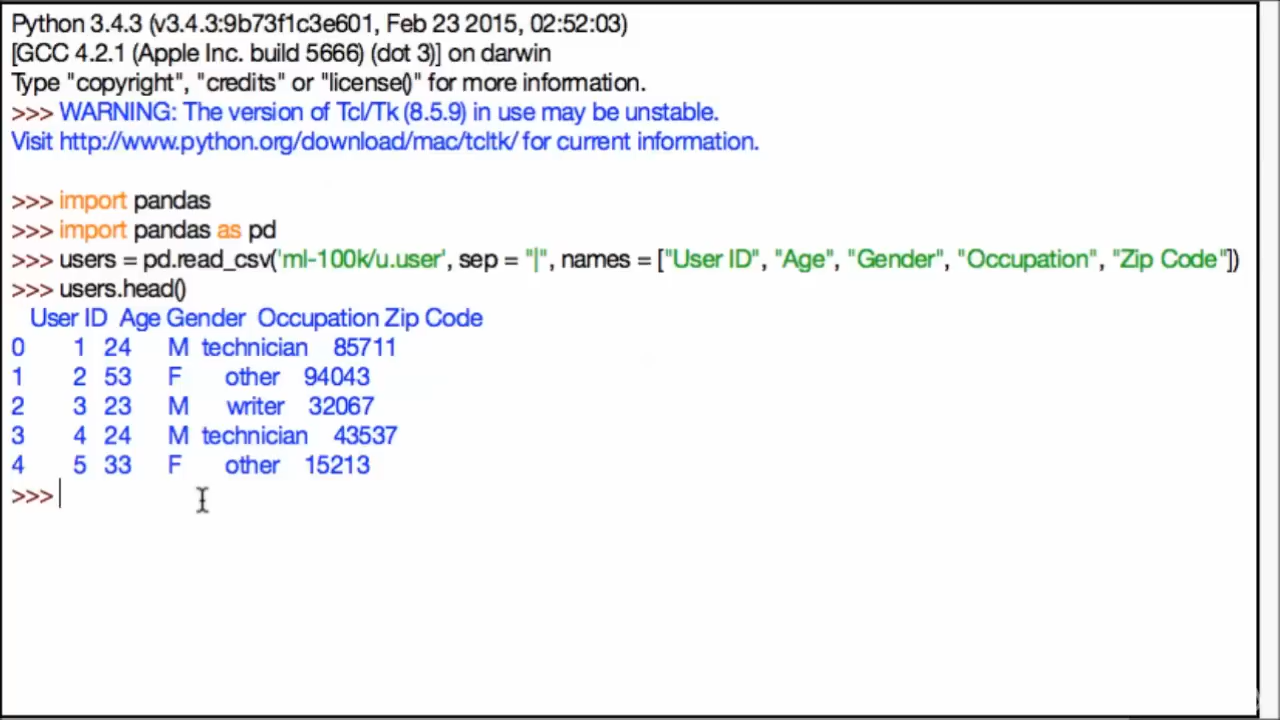 Python 3.4.3 (v3.4.3:9b73f1c3e601, Feb 23 2015, 02:52:03)
[GCC 4.2.1 (Apple Inc. build 5666) (dot 3)] on darwin
Type "copyright", "credits" or "license()" for more information.
>>> WARNING: The version of Tcl/Tk (8.5.9) in use may be unstable.
Visit http://www.python.org/download/mac/tcltk/ for current information.
>>> import pandas
>>> import pandas as pd
>>> users = pd.read_csv('ml-100k/u.user', sep = "|", names = ["User ID", "Age", "Gender", "Occupation", "Zip Code"])
>>> users.head()
User ID Age Gender Occupation Zip Code
0 1 24 M technician 85711
1 2 53 F other 94043
2 3 23 M writer 32067
3 4 24 M technician 43537
4 5 33 F other 15213
>>>